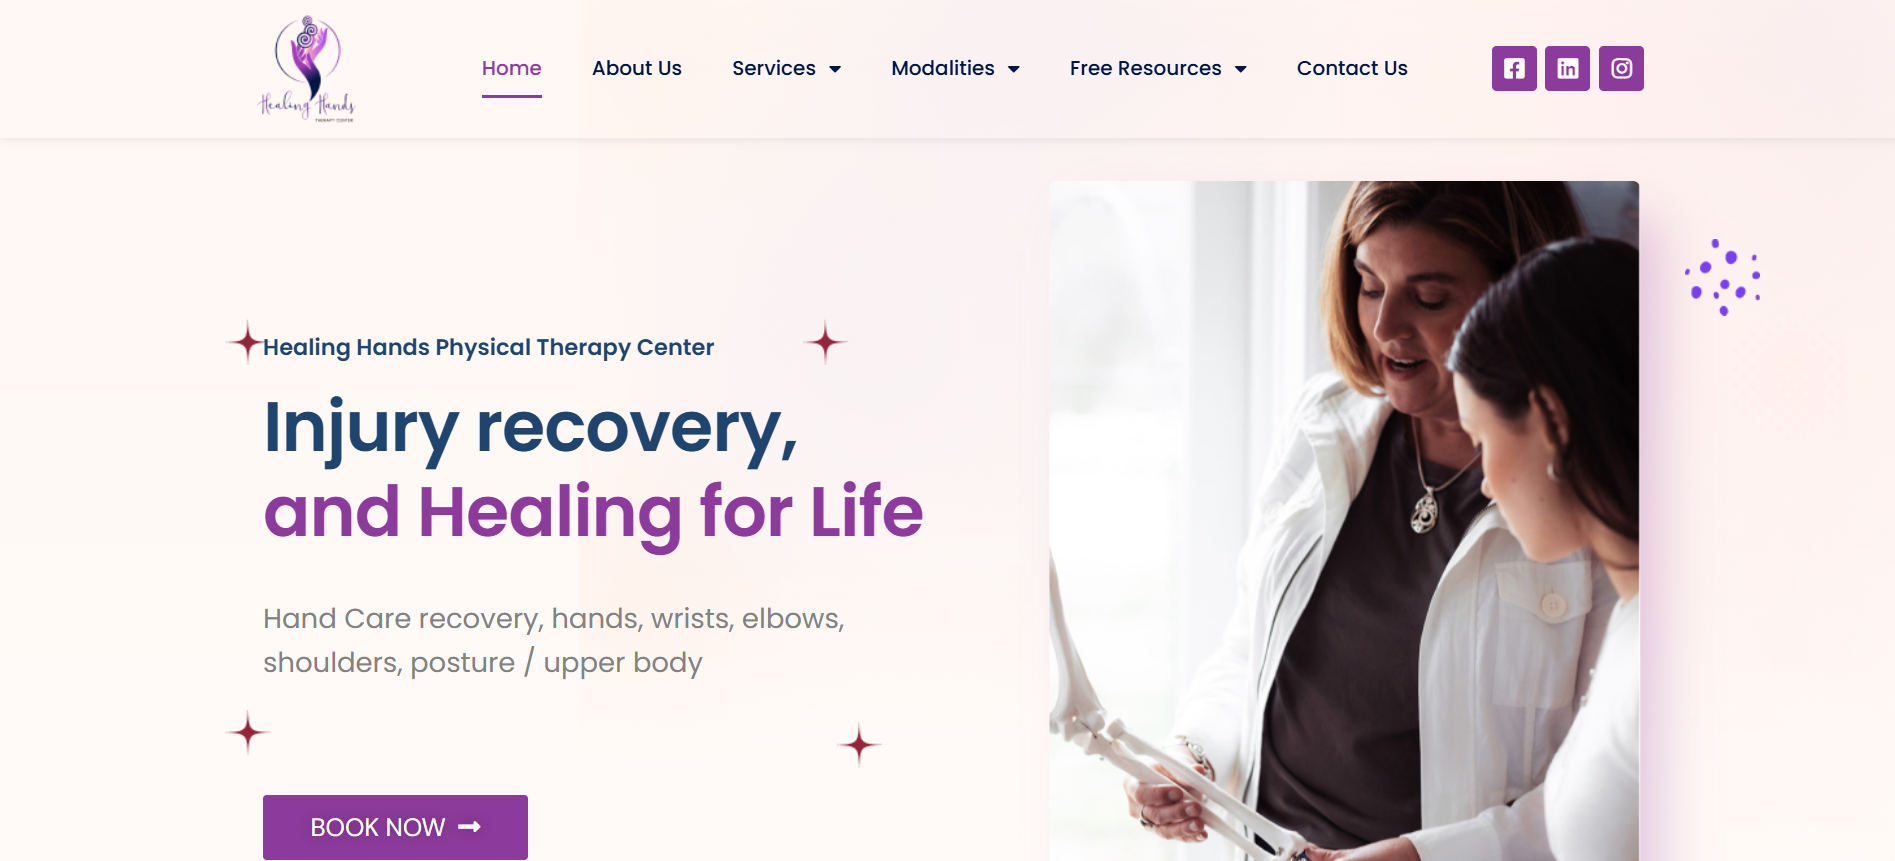 Healing Hands
THERAPY CENTER
Home
About Us
Services
Modalities
Free Resources
Contact Us
Healing Hands Physical Therapy Center
Injury recovery,
and Healing for Life
Hand Care recovery, hands, wrists, elbows,
shoulders, posture / upper body
BOOK NOW